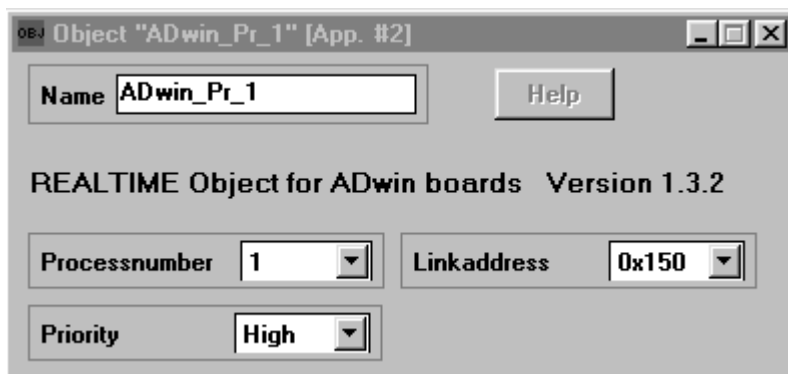 OBJ Object "ADwin_Pr_1" [App. #2]
Name ADwin_Pr_1 Help
REALTIME Object for ADwin boards Version 1.3.2
Processnumber 1 Linkaddress 0x150
Priority High